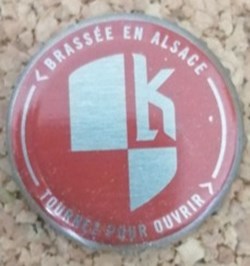 < BRASSÉE EN ALSACE
K
TOURNEZ POUR OUVRIR >